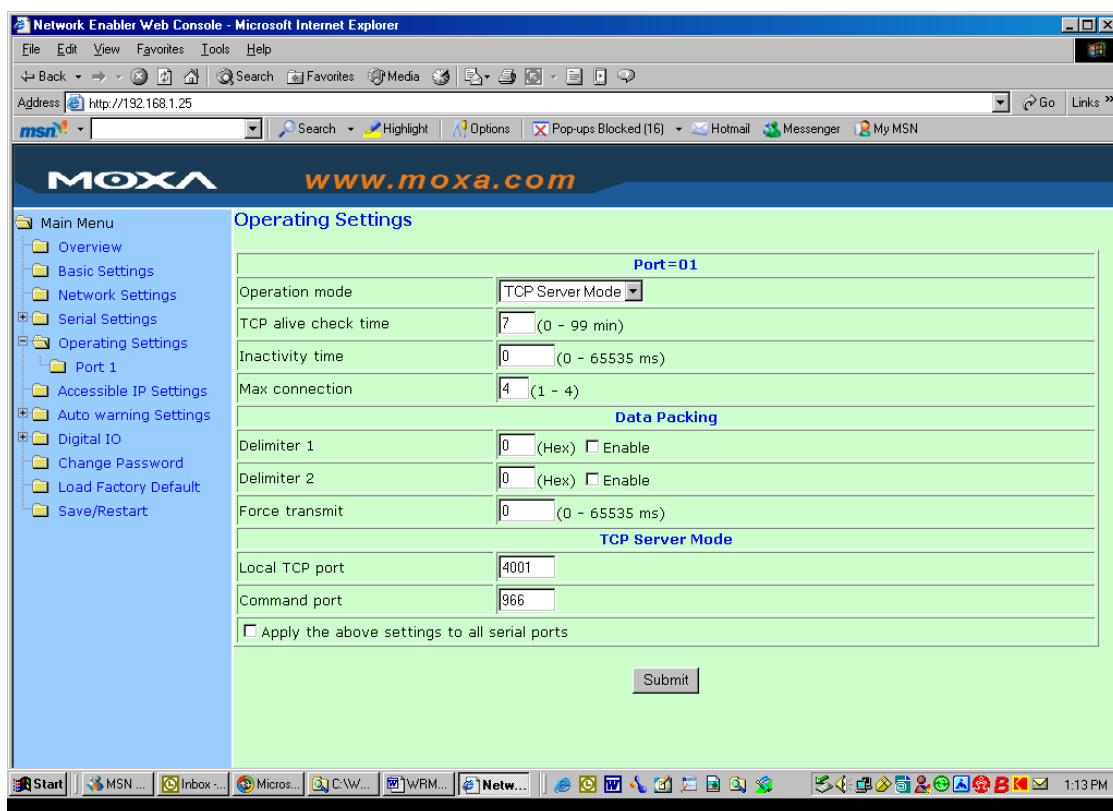 Network Enabler Web Console - Microsoft Internet Explorer
File Edit View Favorites Tools Help
Back Search Favorites Media
Address http://192.168.1.25 Go Links »
msn Search Highlight Options Pop-ups Blocked (16) Hotmail Messenger My MSN
MOXA www.moxa.com
Main Menu
Overview
Basic Settings
Network Settings
Serial Settings
Operating Settings
Port 1
Accessible IP Settings
Auto warning Settings
Digital IO
Change Password
Load Factory Default
Save/Restart
Operating Settings
Port=01
Operation mode TCP Server Mode
TCP alive check time 7 (0 - 99 min)
Inactivity time 0 (0 - 65535 ms)
Max connection 4 (1 - 4)
Data Packing
Delimiter 1 0 (Hex) Enable
Delimiter 2 0 (Hex) Enable
Force transmit 0 (0 - 65535 ms)
TCP Server Mode
Local TCP port 4001
Command port 966
Apply the above settings to all serial ports
Submit
Start MSN ... Inbox -... Micros... C:\W... WRM... Netw... 1:13 PM